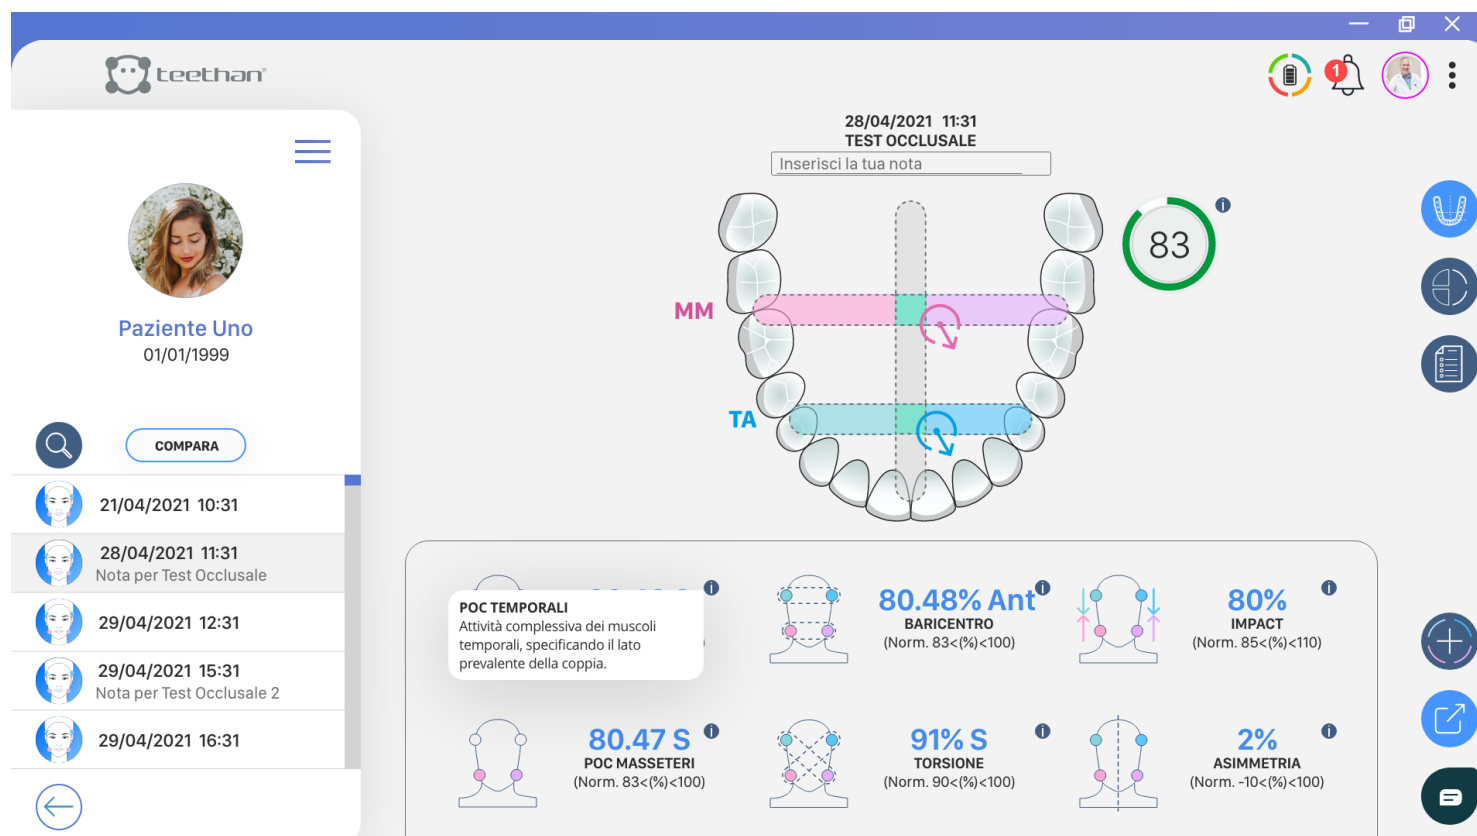 teethan®
1
28/04/2021 11:31
TEST OCCLUSALE
Inserisci la tua nota
83
MM
TA
Paziente Uno
01/01/1999
COMPARA
21/04/2021 10:31
28/04/2021 11:31
Nota per Test Occlusale
29/04/2021 12:31
29/04/2021 15:31
Nota per Test Occlusale 2
29/04/2021 16:31
POC TEMPORALI
Attività complessiva dei muscoli
temporali, specificando il lato
prevalente della coppia.
80.48% Ant
BARICENTRO
(Norm. 83<(%)<100)
80%
IMPACT
(Norm. 85<(%)<110)
80.47 S
POC MASSETERI
(Norm. 83<(%)<100)
91% S
TORSIONE
(Norm. 90<(%)<100)
2%
ASIMMETRIA
(Norm. -10<(%)<100)